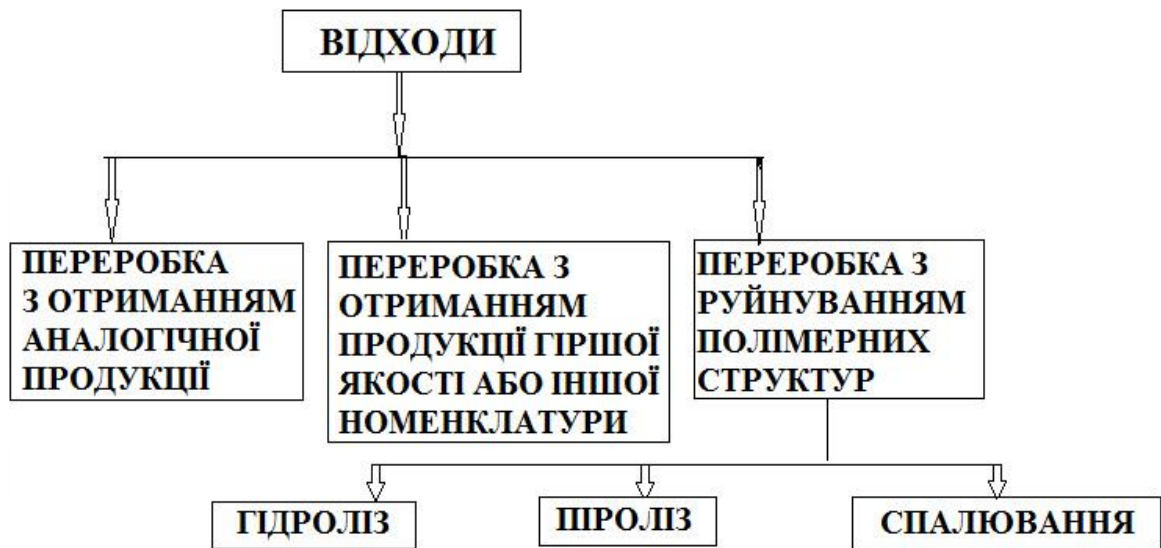 ВІДХОДИ
ПЕРЕРОБКА
З ОТРИМАННЯМ
АНАЛОГІЧНОЇ
ПРОДУКЦІЇ
ПЕРЕРОБКА З
ОТРИМАННЯМ
ПРОДУКЦІЇ ГІРШОЇ
ЯКОСТІ АБО ІНШОЇ
НОМЕНКЛАТУРИ
ПЕРЕРОБКА З
РУЙНУВАННЯМ
ПОЛІМЕРНИХ
СТРУКТУР
ГІДРОЛІЗ
ПІРОЛІЗ
СПАЛЮВАННЯ